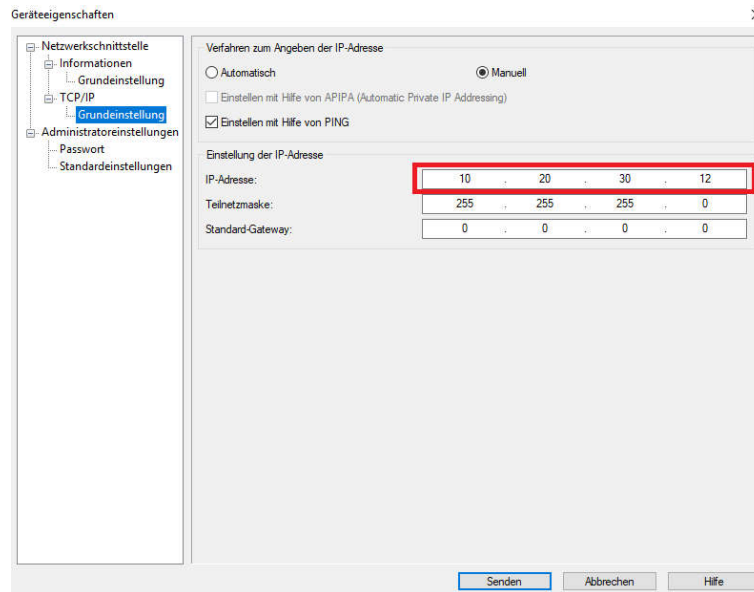 Geräteeigenschaften
Netzwerkschnittstelle
Informationen
Grundeinstellung
TCP/IP
Grundeinstellung
Administratoreinstellungen
Passwort
Standardeinstellungen
Verfahren zum Angeben der IP-Adresse
Automatisch Manuell
Einstellen mit Hilfe von APIPA (Automatic Private IP Addressing)
Einstellen mit Hilfe von PING
Einstellung der IP-Adresse
IP-Adresse: 10 . 20 . 30 . 12
Teilnetzmaske: 255 . 255 . 255 . 0
Standard-Gateway: 0 . 0 . 0 . 0
Senden Abbrechen Hilfe